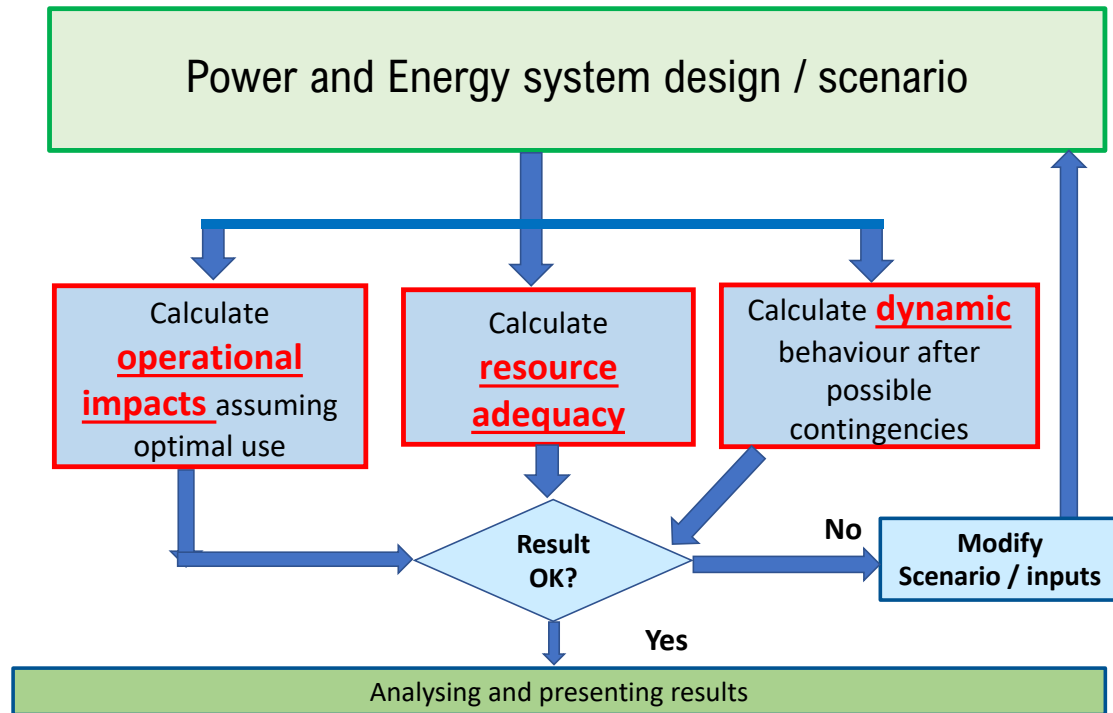 Power and Energy system design / scenario
Calculate
operational
impacts assuming
optimal use
Calculate
resource
adequacy
Calculate dynamic
behaviour after
possible
contingencies
Result
OK?
No
Modify
Scenario / inputs
Yes
Analysing and presenting results